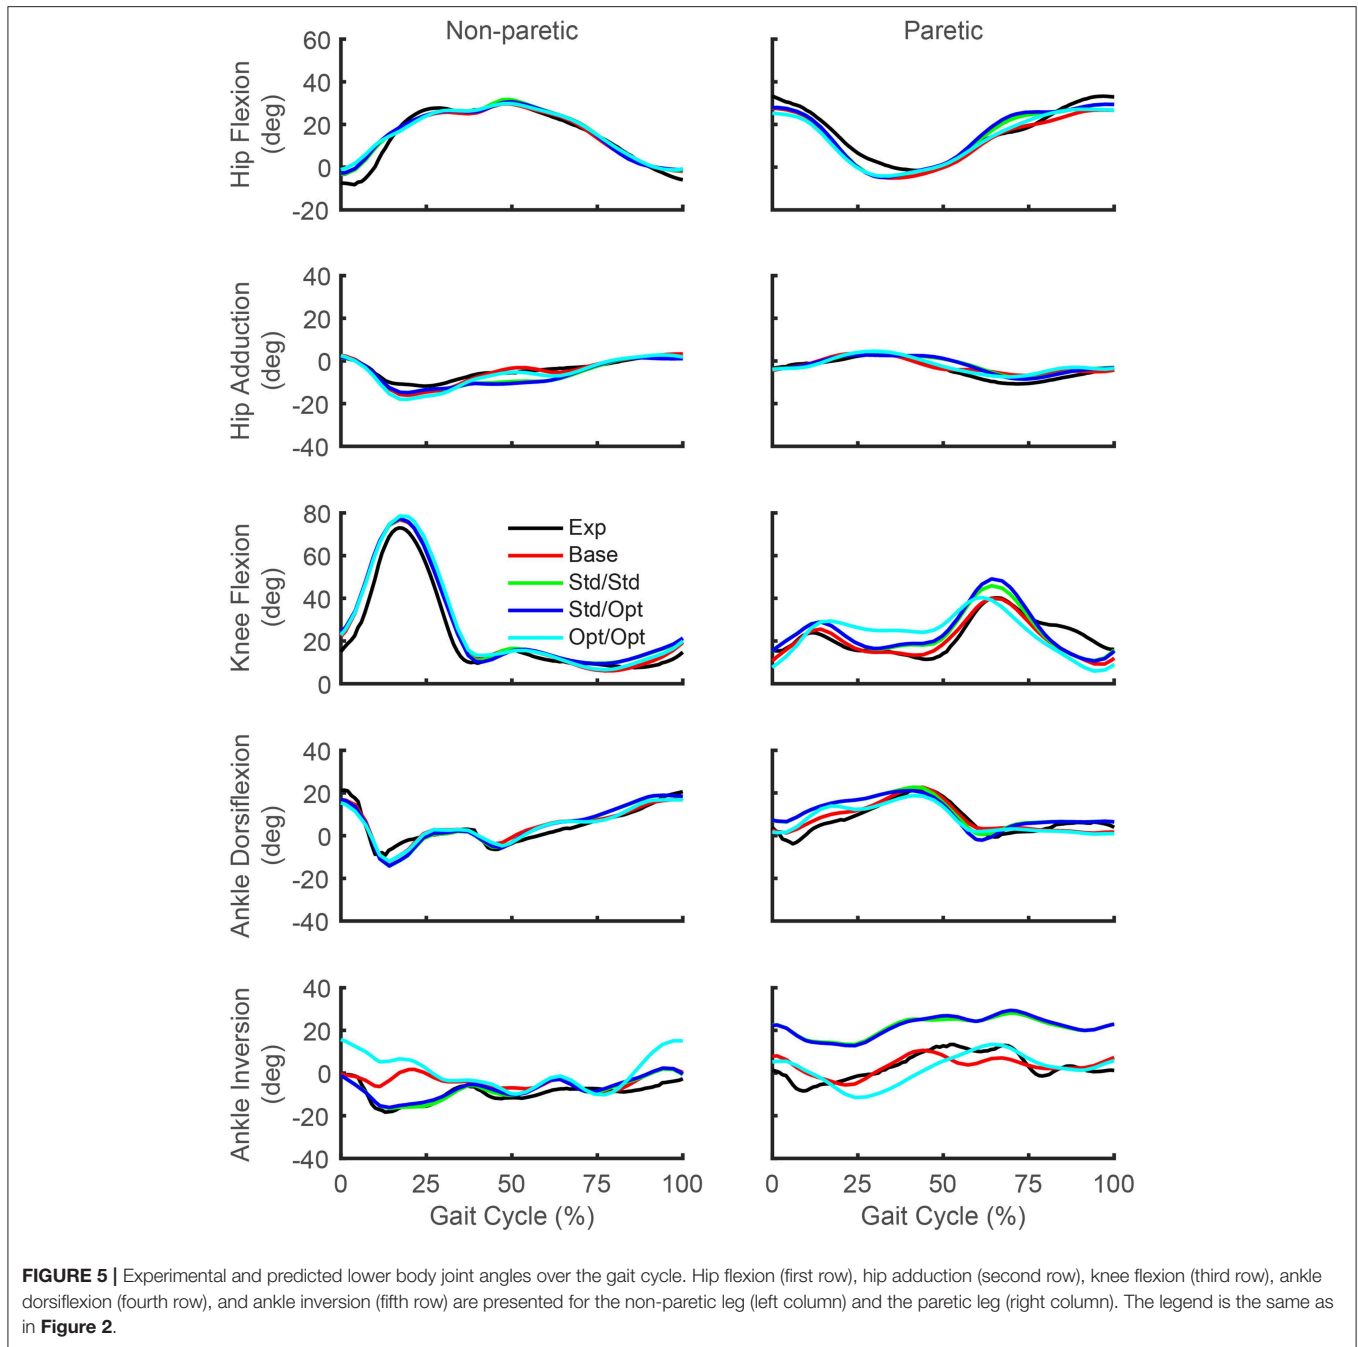 Non-paretic
Paretic
Hip Flexion
(deg)
60
40
20
0
-20
Hip Adduction
(deg)
40
20
0
-20
-40
Knee Flexion
(deg)
80
60
40
20
0
Exp
Base
Std/Std
Std/Opt
Opt/Opt
Ankle Dorsiflexion
(deg)
40
20
0
-20
-40
Ankle Inversion
(deg)
40
20
0
-20
-40
0 25 50 75 100
Gait Cycle (%)
0 25 50 75 100
Gait Cycle (%)
FIGURE 5 | Experimental and predicted lower body joint angles over the gait cycle. Hip flexion (first row), hip adduction (second row), knee flexion (third row), ankle
dorsiflexion (fourth row), and ankle inversion (fifth row) are presented for the non-paretic leg (left column) and the paretic leg (right column). The legend is the same as
in Figure 2.